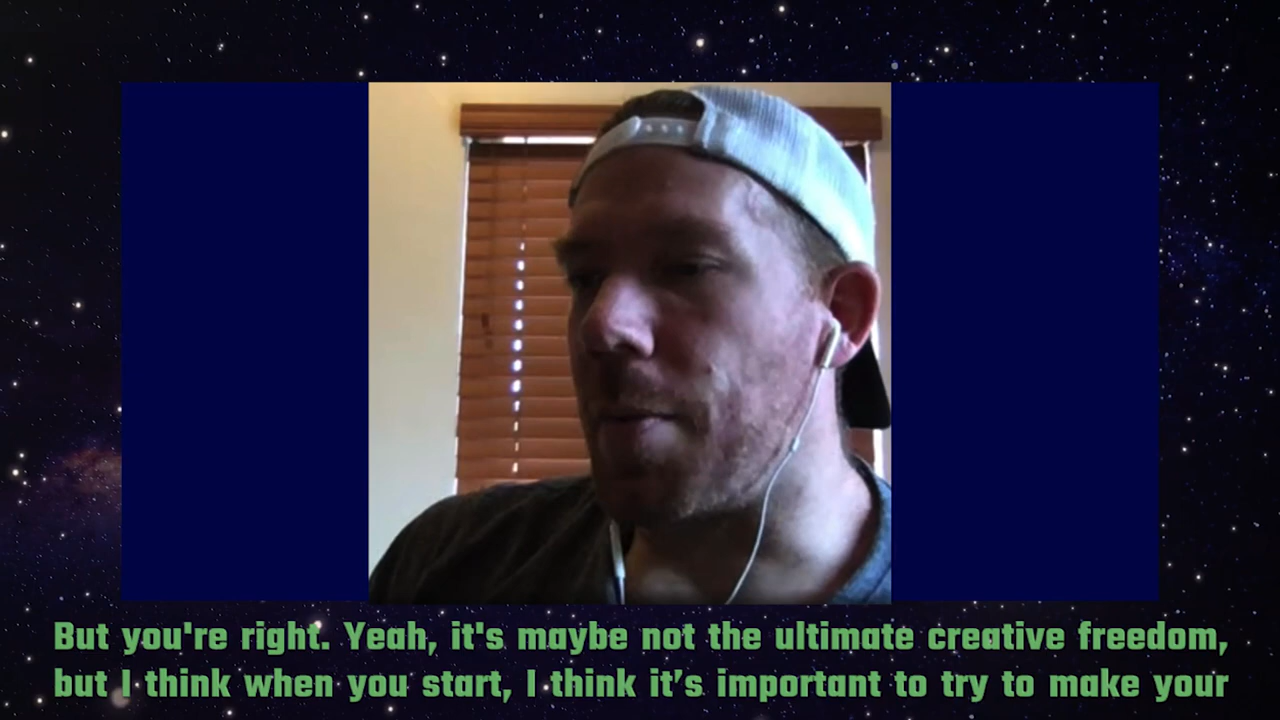 But you're right. Yeah, it's maybe not the ultimate creative freedom,
but I think when you start, I think it’s important to try to make your